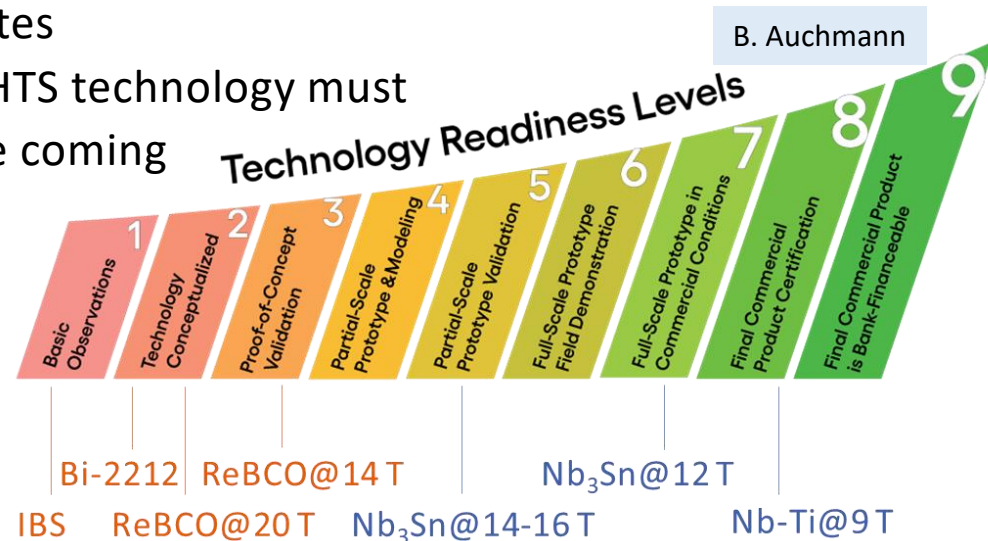 tes
B. Auchmann
HTS technology must
e coming
Technology Readiness Levels
1
Basic
Observations
2
Technology
Conceptualized
3
Proof-of-Concept
Validation
4
Partial-Scale
Prototype &Modeling
5
Partial-Scale
Prototype Validation
6
Full-Scale Prototype
Field Demonstration
7
Full-Scale Prototype in
Commercial Conditions
8
Final Commercial
Product Certification
9
Final Commercial Product
is Bank-Financeable
Bi-2212 ReBCO@14 T Nb₃Sn@12 T
IBS ReBCO@20 T Nb₃Sn@14-16 T Nb-Ti@9 T